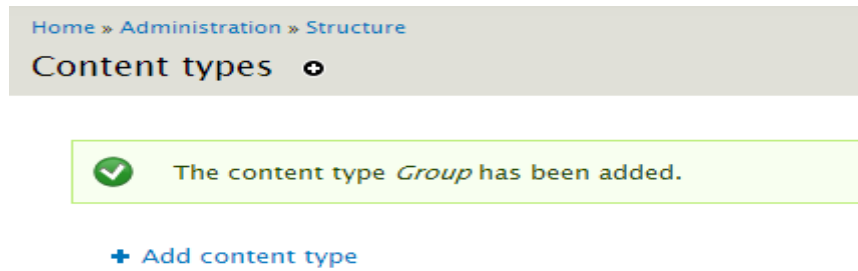 Home » Administration » Structure
Content types
The content type Group has been added.
Add content type